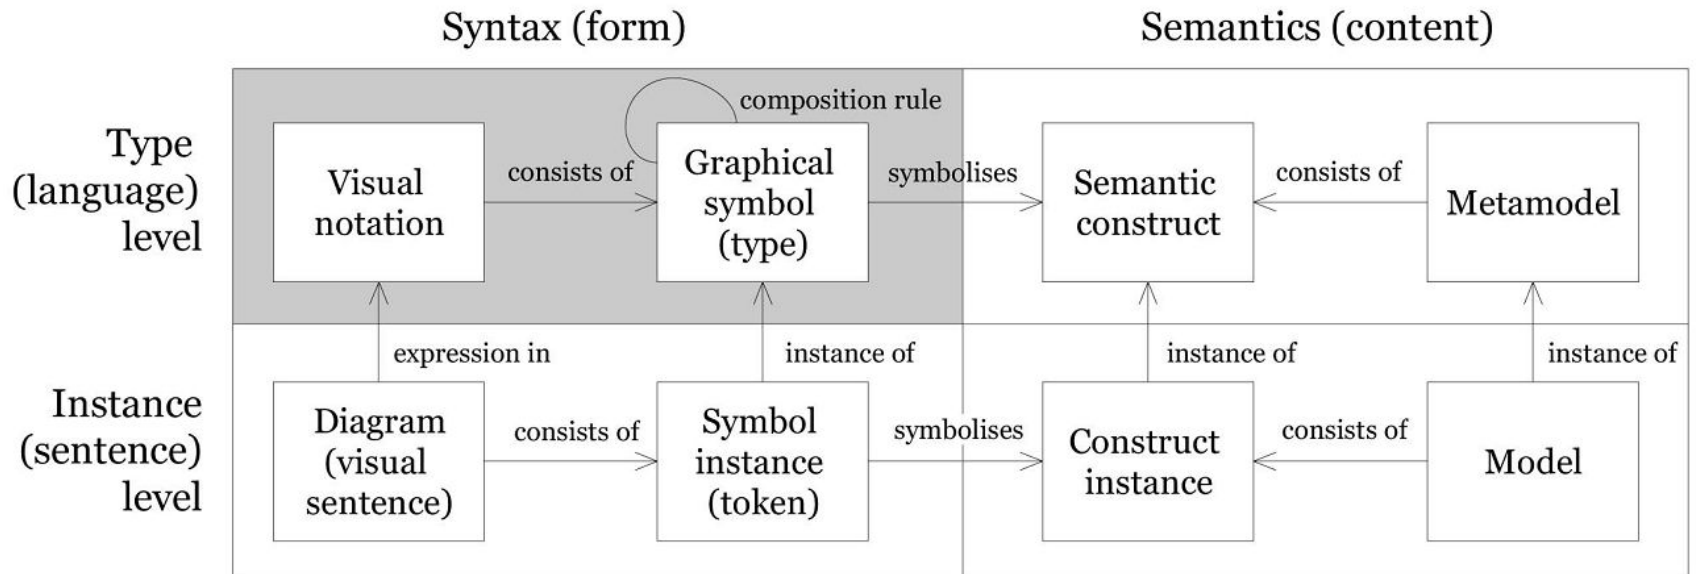 Syntax (form)
Semantics (content)
Type
(language)
level
composition rule
Visual
notation
consists of
Graphical
symbol
(type)
symbolises
Semantic
construct
consists of
Metamodel
expression in
instance of
instance of
instance of
Instance
(sentence)
level
Diagram
(visual
sentence)
consists of
Symbol
instance
(token)
symbolises
Construct
instance
consists of
Model